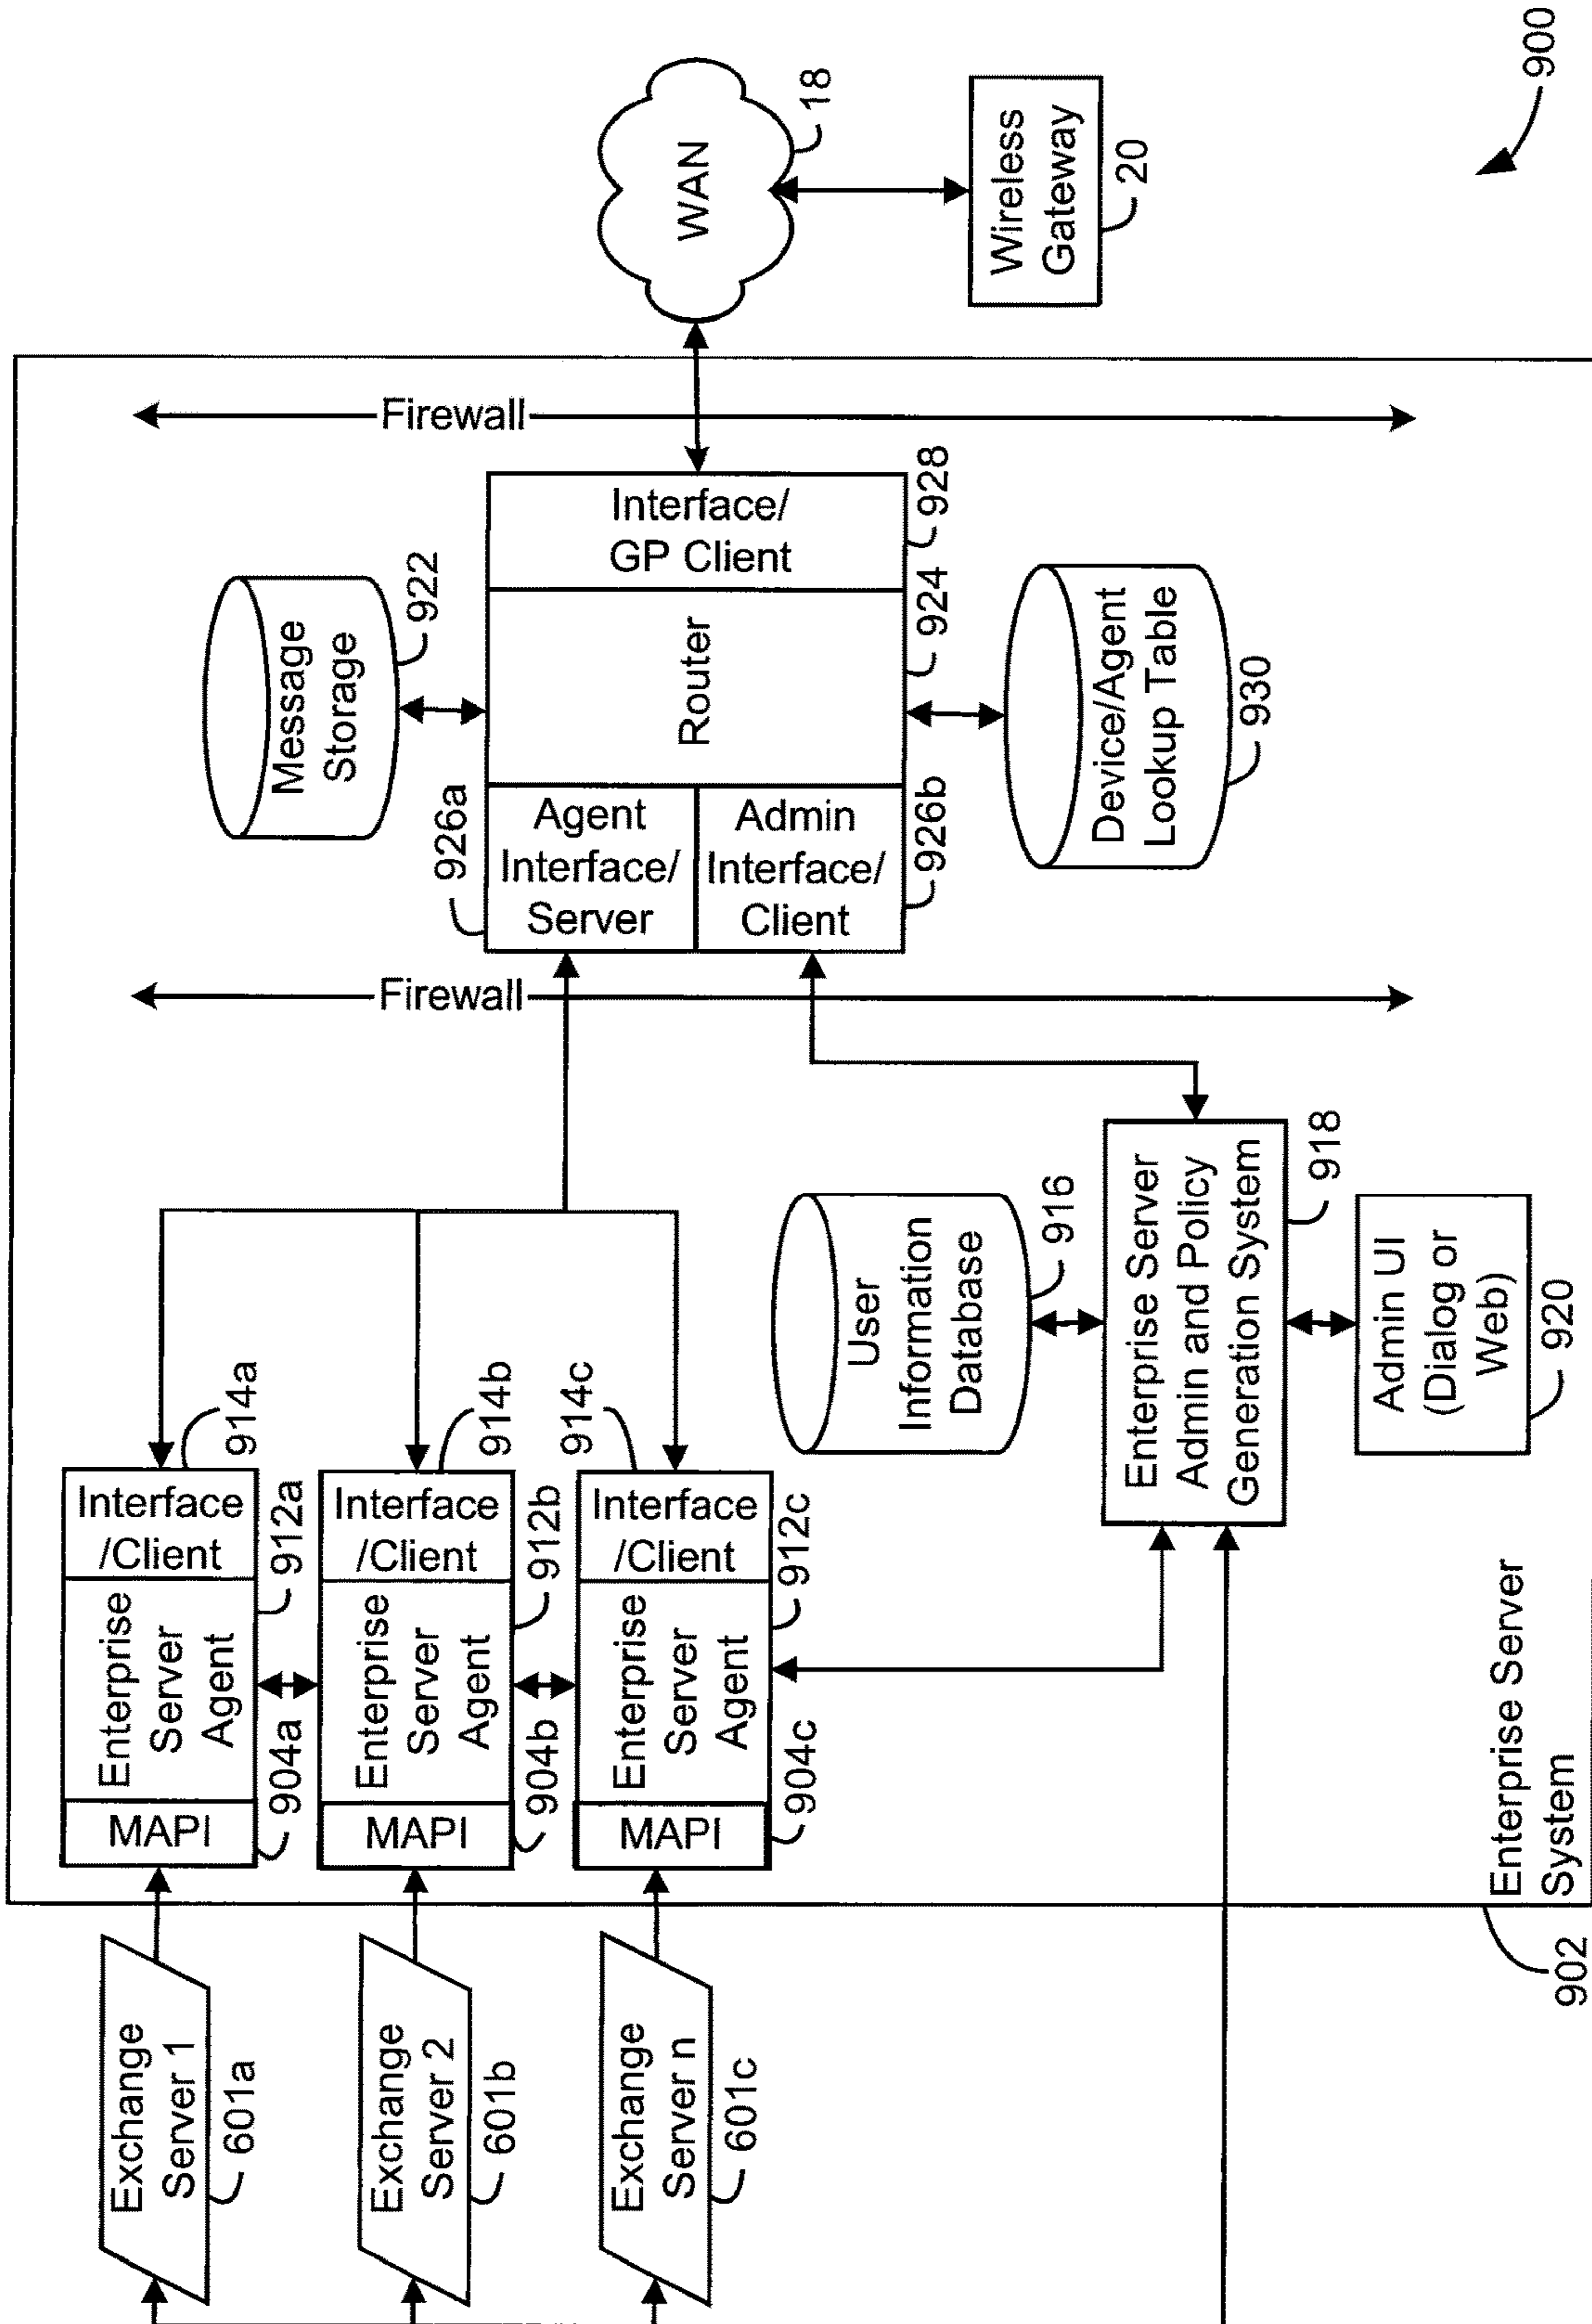 Exchange
Server 1
601a
Exchange
Server 2
601b
Exchange
Server n
601c
MAPI
904a
Enterprise
Server
Agent
912a
Interface
/Client
914a
MAPI
904b
Enterprise
Server
Agent
912b
Interface
/Client
914b
MAPI
904c
Enterprise
Server
Agent
912c
Interface
/Client
914c
User
Information
Database
916
Enterprise Server
Admin and Policy
Generation System
918
Admin UI
(Dialog or
Web)
920
Enterprise Server
System
902
Firewall
Message
Storage
922
926a
Agent
Interface/
Server
Admin
Interface/
Client
926b
Router
924
Interface/
GP Client
928
Device/Agent
Lookup Table
930
Firewall
WAN
18
Wireless
Gateway
20
900